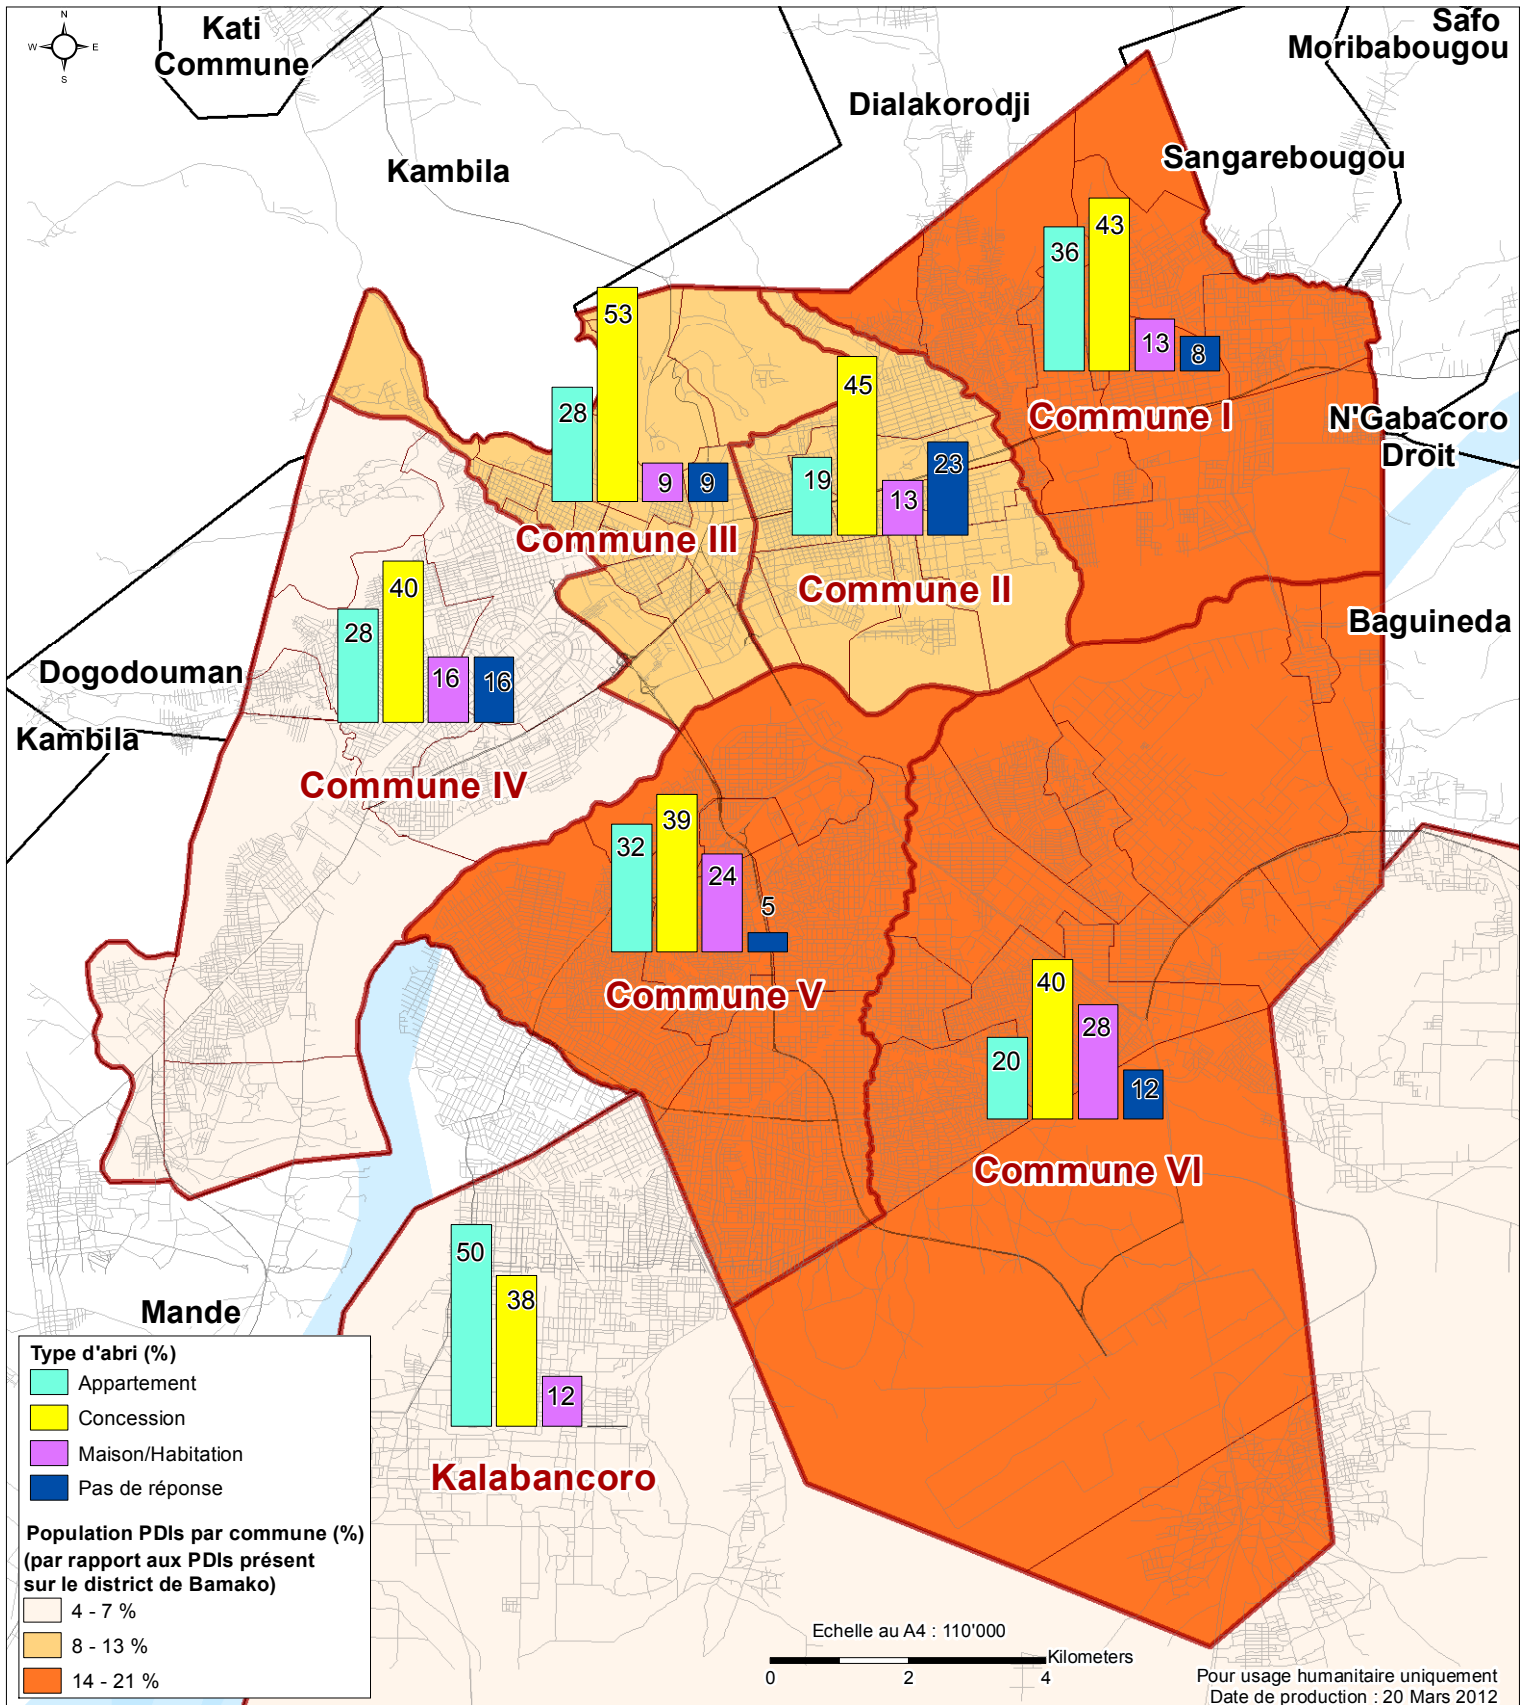 N
W E
S
Kati
Commune
Safo
Moribabougou
Dialakorodji
Sangarebougou
Kambila
36
43
13
8
Commune I
N'Gabacoro
Droit
28
53
9
9
Commune III
19
45
13
23
Commune II
Baguineda
28
40
16
16
Commune IV
Dogodouman
Kambila
32
39
24
5
Commune V
20
40
28
12
Commune VI
50
38
12
Kalabancoro
Mande
Type d'abri (%)
Appartement
Concession
Maison/Habitation
Pas de réponse
Population PDIs par commune (%)
(par rapport aux PDIs présent
sur le district de Bamako)
4 - 7 %
8 - 13 %
14 - 21 %
Echelle au A4 : 110'000
Kilometers
0 2 4
Pour usage humanitaire uniquement
Date de production : 20 Mars 2012